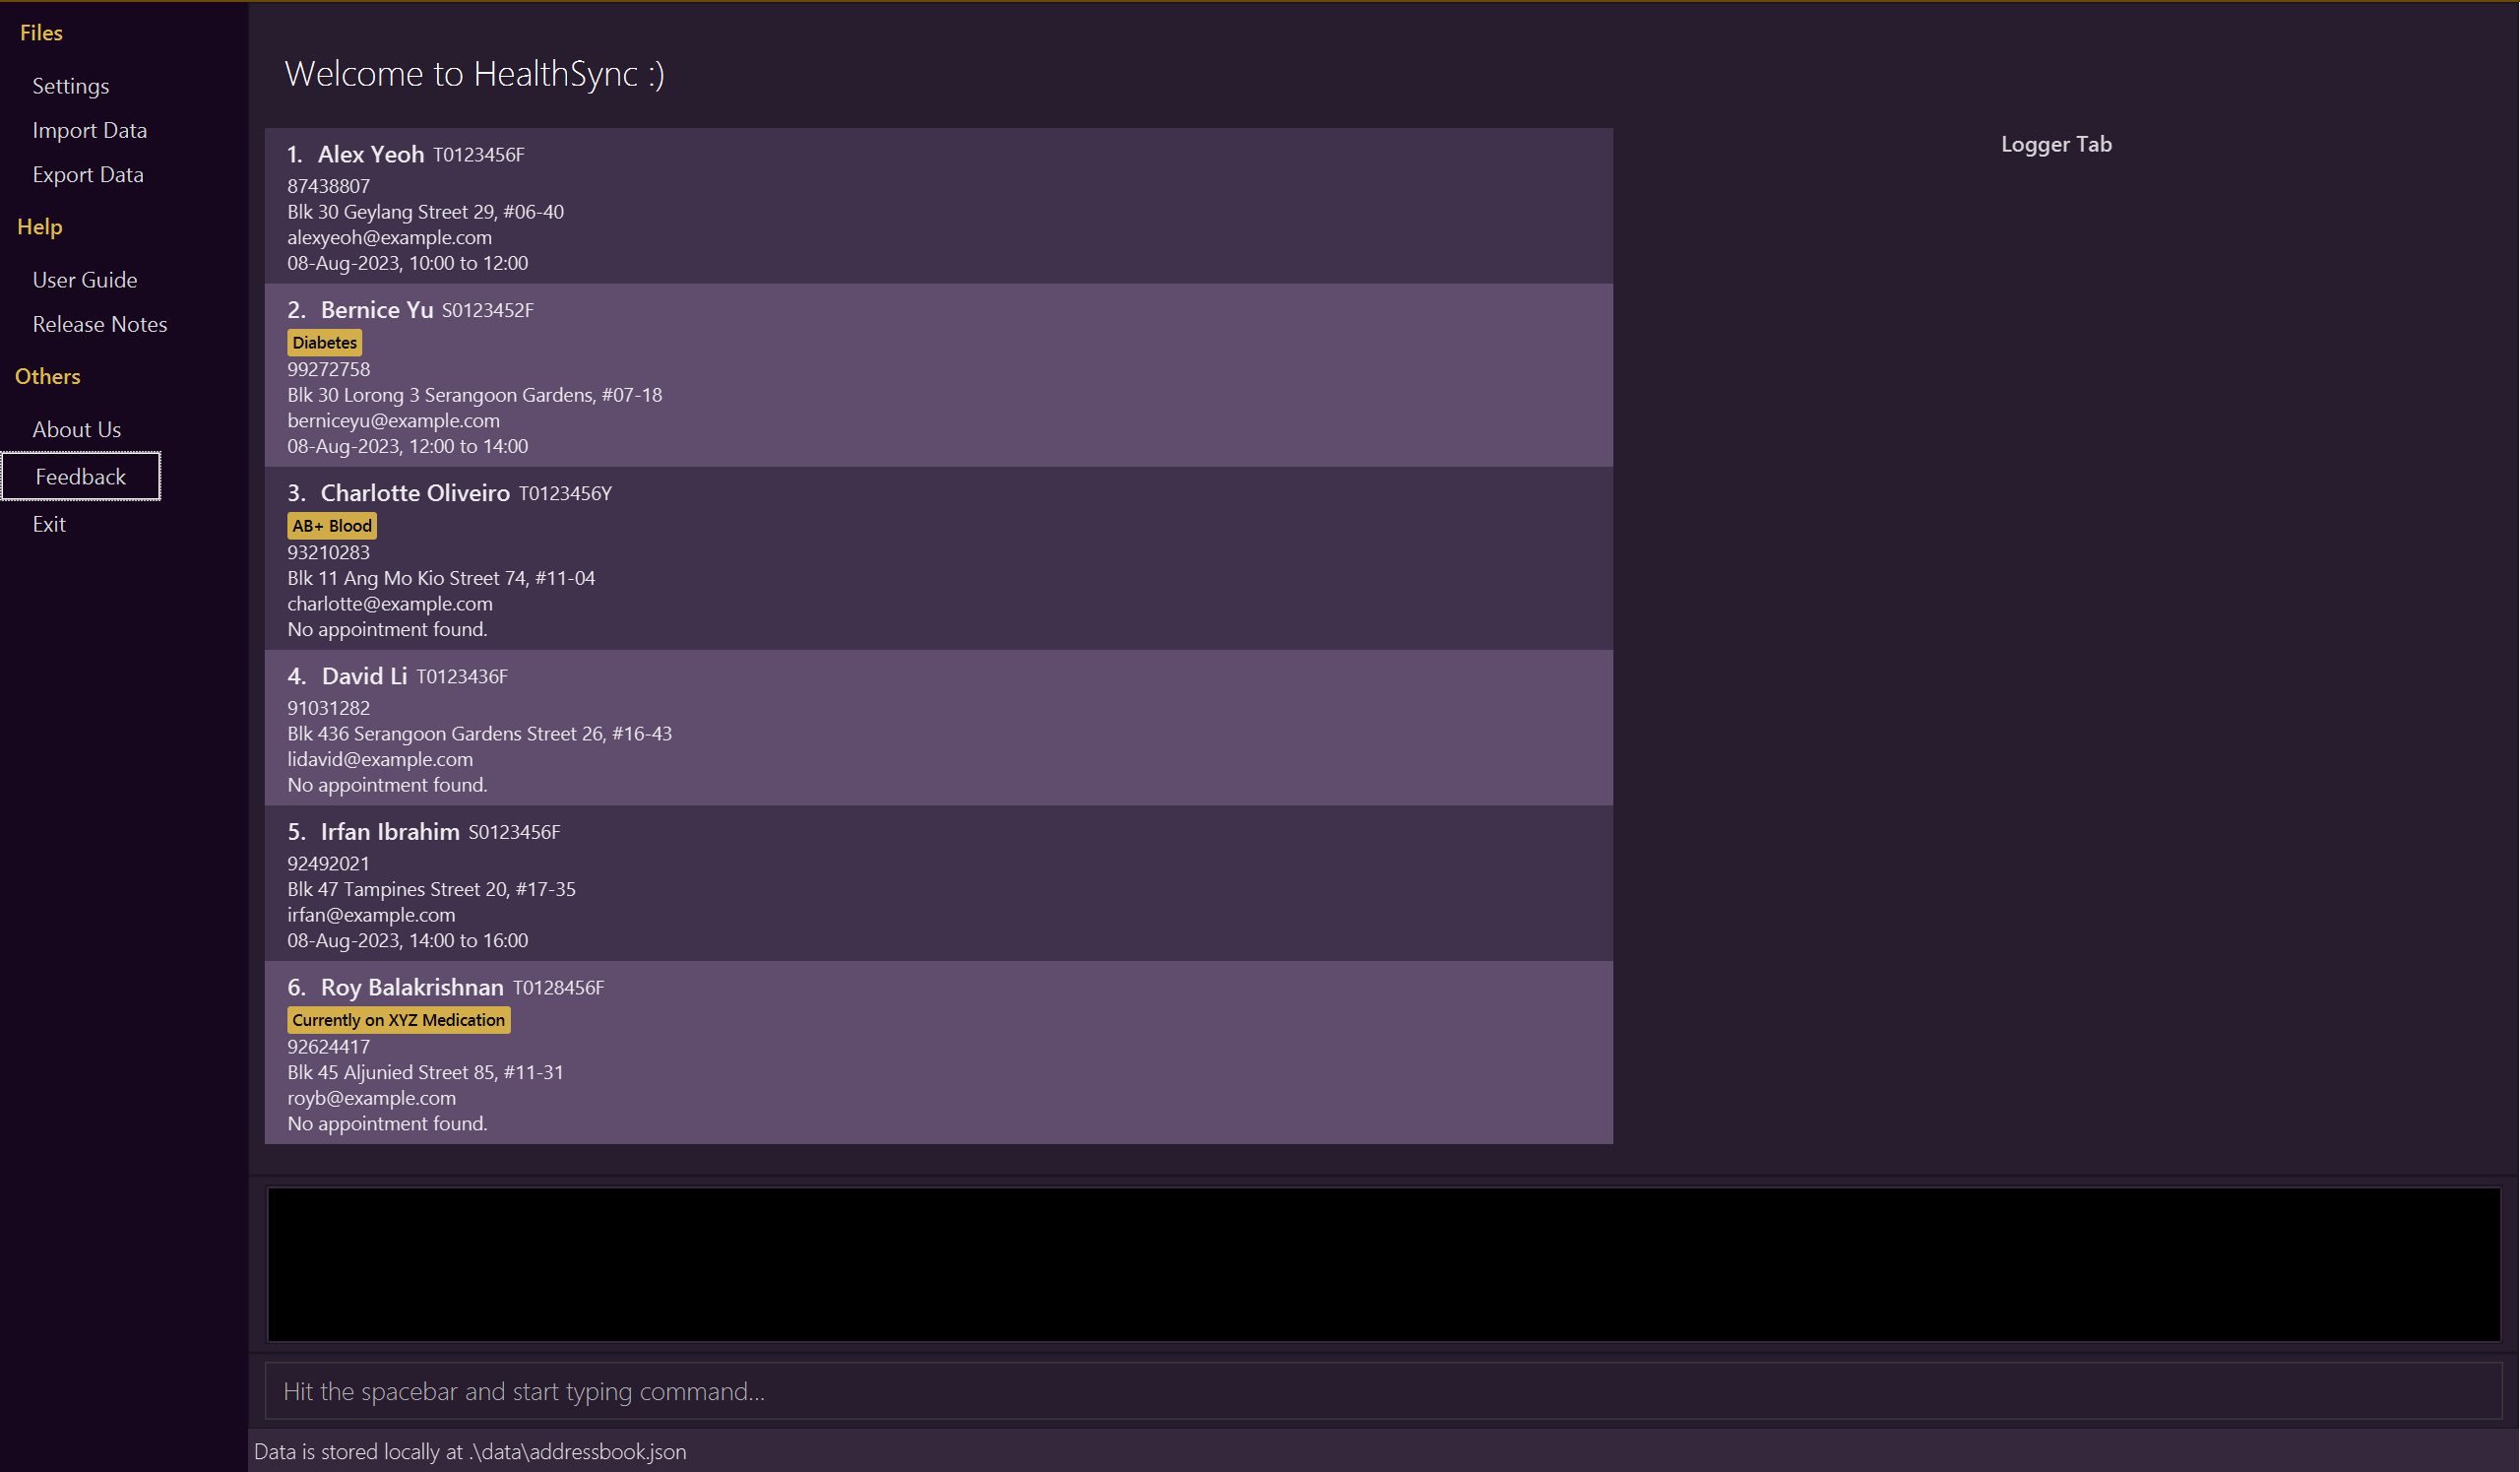 Files
Settings
Import Data
Export Data
Help
User Guide
Release Notes
Others
About Us
Feedback
Exit
Welcome to HealthSync :)
1. Alex Yeoh T0123456F
87438807
Blk 30 Geylang Street 29, #06-40
alexyeoh@example.com
08-Aug-2023, 10:00 to 12:00
2. Bernice Yu S0123452F
Diabetes
99272758
Blk 30 Lorong 3 Serangoon Gardens, #07-18
berniceyu@example.com
08-Aug-2023, 12:00 to 14:00
3. Charlotte Oliveiro T0123456Y
AB+ Blood
93210283
Blk 11 Ang Mo Kio Street 74, #11-04
charlotte@example.com
No appointment found.
4. David Li T0123436F
91031282
Blk 436 Serangoon Gardens Street 26, #16-43
lidavid@example.com
No appointment found.
5. Irfan Ibrahim S0123456F
92492021
Blk 47 Tampines Street 20, #17-35
irfan@example.com
08-Aug-2023, 14:00 to 16:00
6. Roy Balakrishnan T0128456F
Currently on XYZ Medication
92624417
Blk 45 Aljunied Street 85, #11-31
royb@example.com
No appointment found.
Logger Tab
Hit the spacebar and start typing command...
Data is stored locally at .\data\addressbook.json